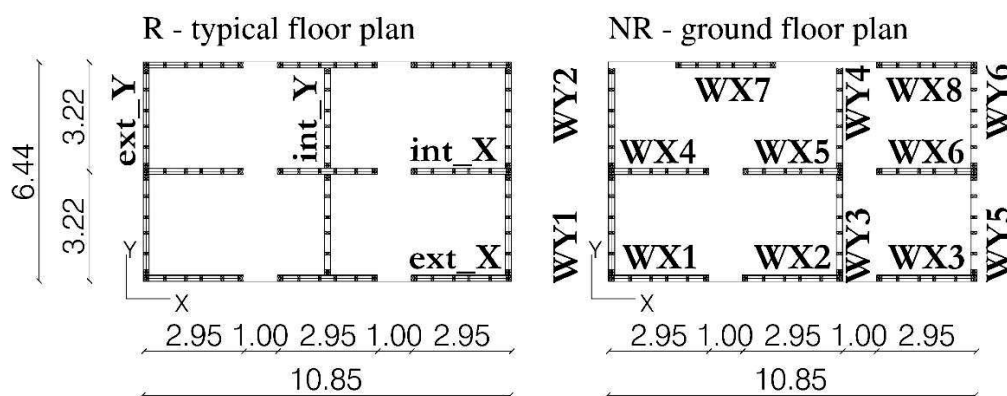 R - typical floor plan
NR - ground floor plan
ext_Y
int_Y
int_X
ext_X
6.44
3.22
3.22
Y
X
2.95 1.00 2.95 1.00 2.95
10.85
WY2
WX7
WY4
WX8
WY6
WX4
WX5
WX6
WY1
WX1
WX2
WY3
WX3
WY5
Y
X
2.95 1.00 2.95 1.00 2.95
10.85